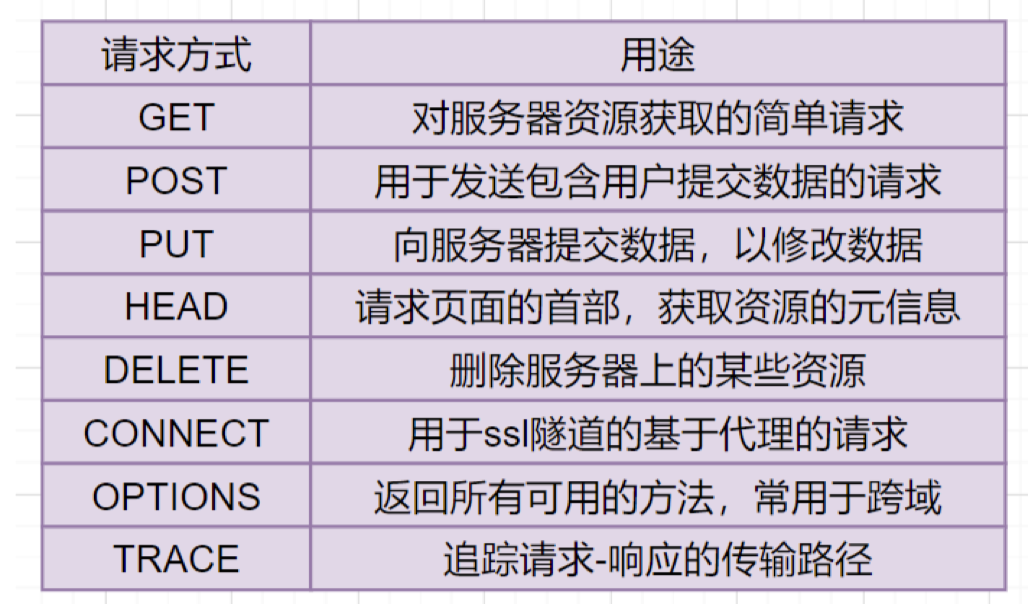 请求方式 用途
GET 对服务器资源获取的简单请求
POST 用于发送包含用户提交数据的请求
PUT 向服务器提交数据，以修改数据
HEAD 请求页面的首部，获取资源的元信息
DELETE 删除服务器上的某些资源
CONNECT 用于ssl隧道的基于代理的请求
OPTIONS 返回所有可用的方法，常用于跨域
TRACE 追踪请求-响应的传输路径